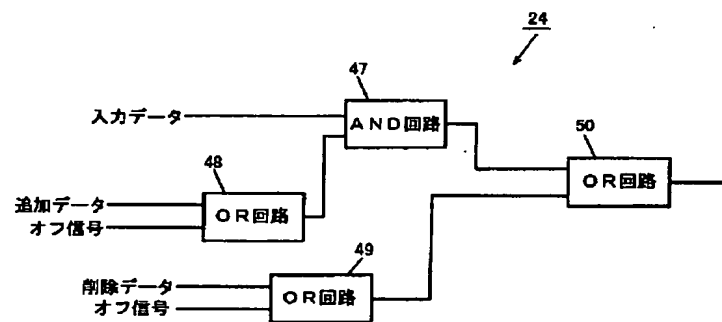 24
47
入力データ
AND回路
50
48
OR回路
追加データ
OR回路
オフ信号
49
削除データ
OR回路
オフ信号